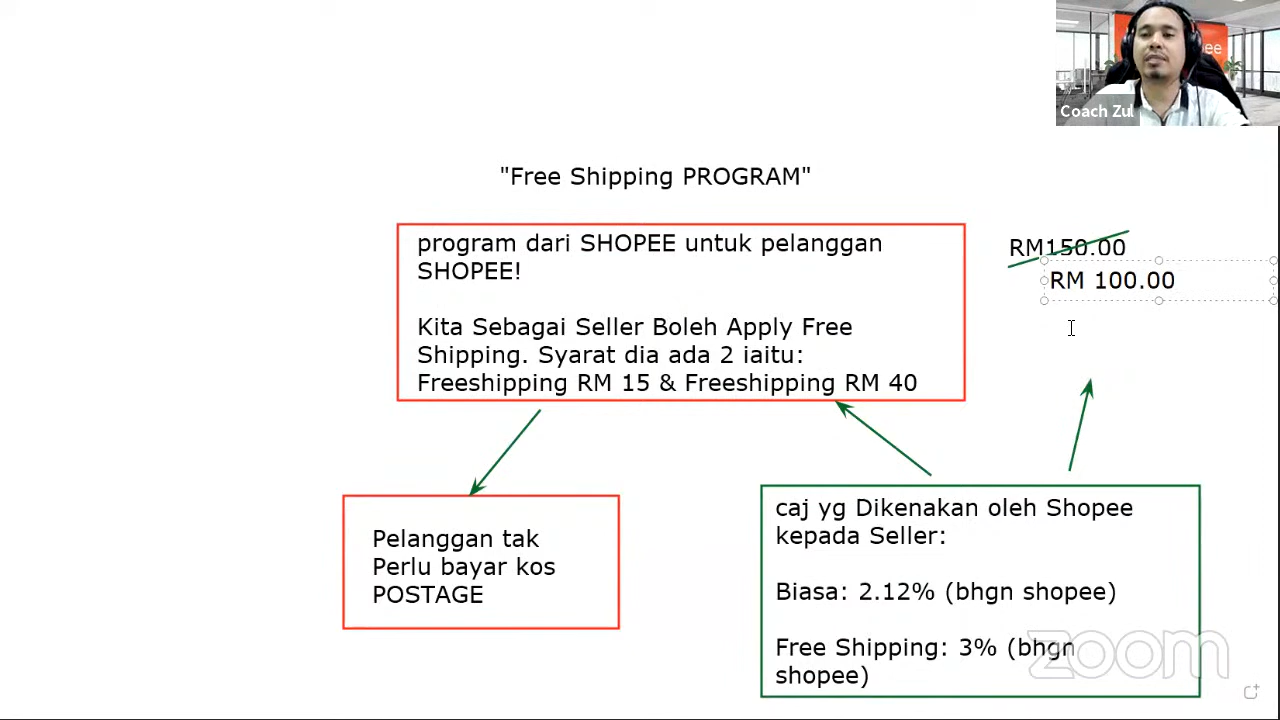 Coach Zul
"Free Shipping PROGRAM"
program dari SHOPEE untuk pelanggan
SHOPEE!
Kita Sebagai Seller Boleh Apply Free
Shipping. Syarat dia ada 2 iaitu:
Freeshipping RM 15 & Freeshipping RM 40
RM150.00
RM 100.00
Pelanggan tak
Perlu bayar kos
POSTAGE
caj yg Dikenakan oleh Shopee
kepada Seller:
Biasa: 2.12% (bhgn shopee)
Free Shipping: 3% (bhgn
shopee)
zoom